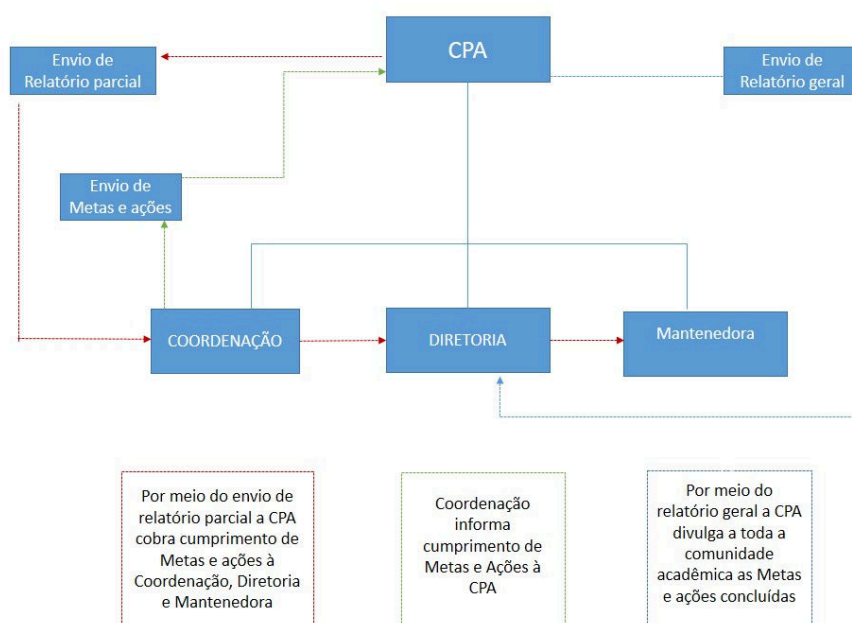 CPA
Envio de
Relatório parcial
Envio de
Relatório geral
Envio de
Metas e ações
COORDENAÇÃO
DIRETORIA
Mantenedora
Por meio do envio de
relatório parcial a CPA
cobra cumprimento de
Metas e ações à
Coordenação, Diretoria
e Mantenedora
Coordenação
informa
cumprimento de
Metas e Ações à
CPA
Por meio do
relatório geral a CPA
divulga a toda a
comunidade
acadêmica as Metas
e ações concluídas